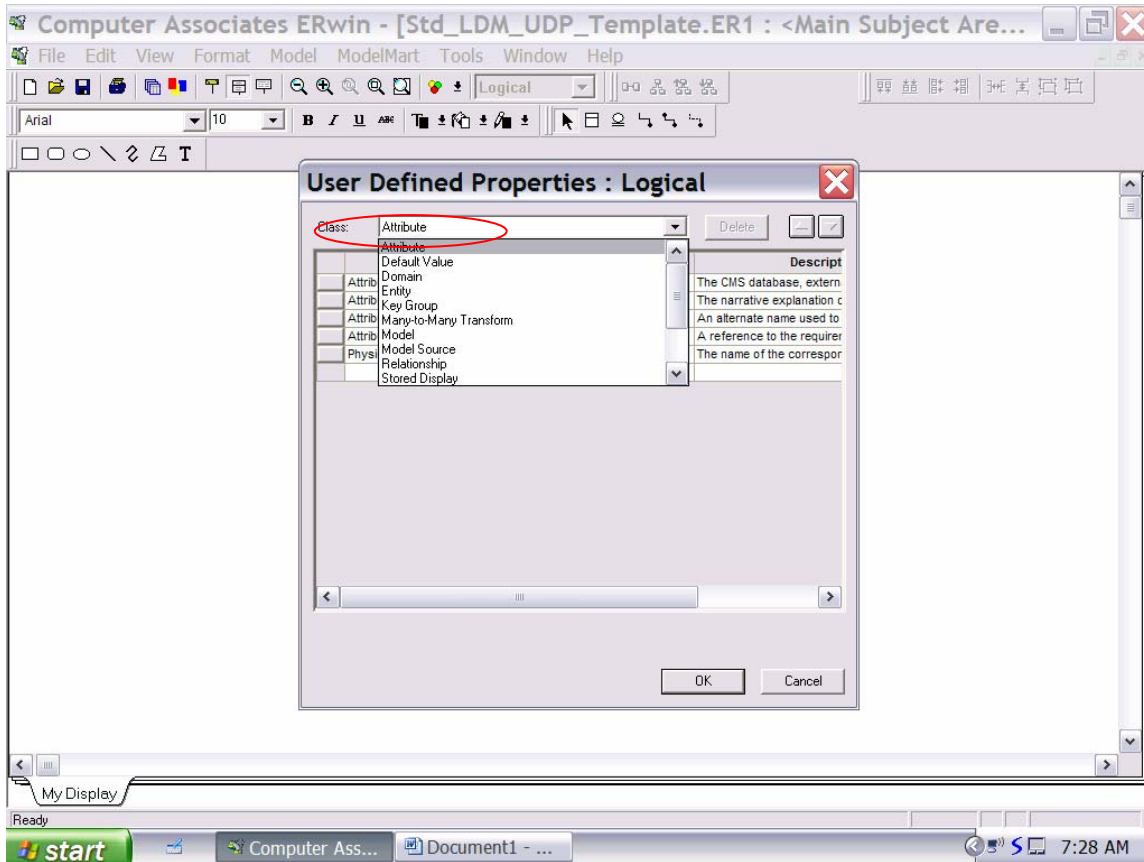 Computer Associates ERwin - [Std_LDM_UDP_Template.ER1 : <Main Subject Are...
File Edit View Format Model ModelMart Tools Window Help
Logical
Arial 10 B I U ABC
T
User Defined Properties : Logical
Class: Attribute Delete
Attribute
Default Value
Domain
Entity
Key Group
Many-to-Many Transform
Model
Model Source
Relationship
Stored Display
Descript
Attrib The CMS database, extern
Attrib The narrative explanation c
Attrib An alternate name used to
Attrib A reference to the requirer
Physi The name of the correspor
OK Cancel
My Display
Ready
start Computer Ass... Document1 - ... 7:28 AM